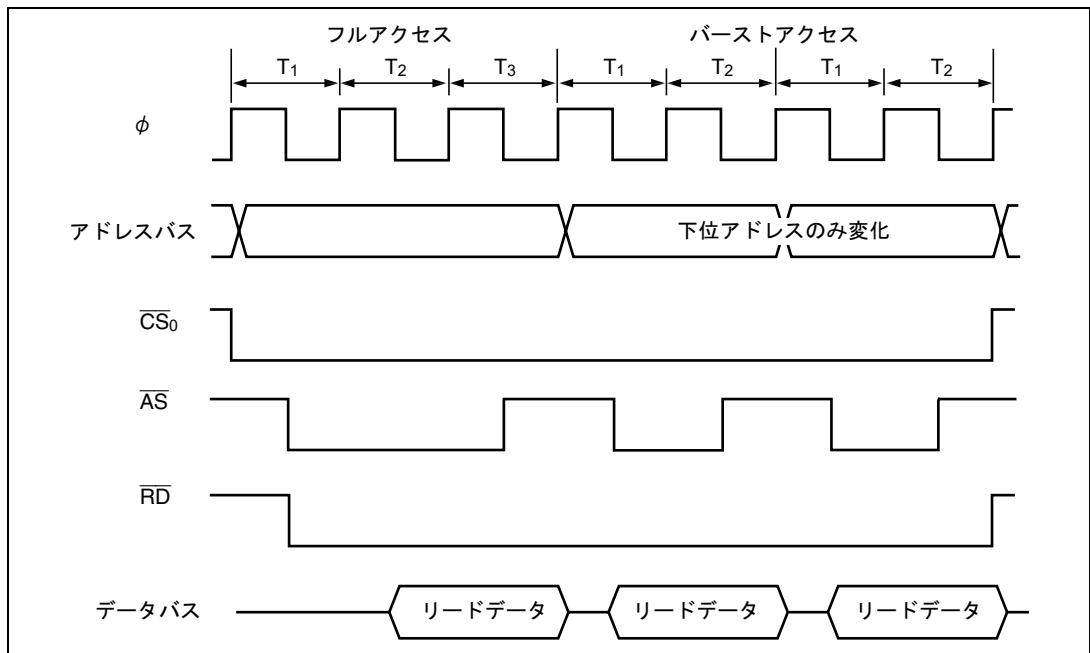 フルアクセス バーストアクセス
T₁ T₂ T₃ T₁ T₂ T₁ T₂
φ
アドレスバス 下位アドレスのみ変化
C̅S̅₀
A̅S̅
R̅D̅
データバス リードデータ リードデータ リードデータ